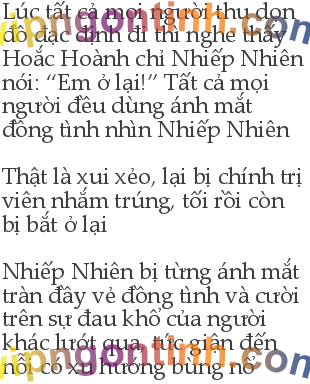 Lúc tất cả mọi người thu dọn
đồ đạc định đi thì nghe thấy
Hoắc Hoành chỉ Nhiếp Nhiên
nói: “Em ở lại!” Tất cả mọi
người đều dùng ánh mắt
đồng tình nhìn Nhiếp Nhiên
Thật là xui xẻo, lại bị chính trị
viên nhắm trúng, tối rồi còn
bị bắt ở lại
Nhiếp Nhiên bị từng ánh mắt
tràn đầy vẻ đồng tình và cười
trên sự đau khổ của người
khác lướt qua, tức giận đến
nỗi có xu hướng bùng nổ
vipngontinh.com
vipngontinh.com